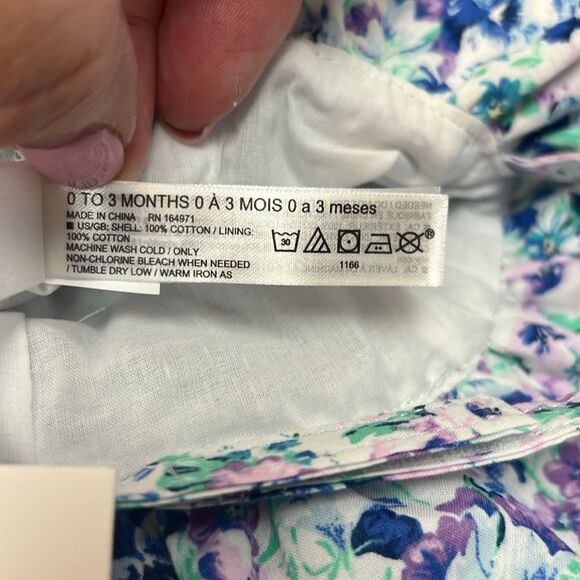 0 TO 3 MONTHS 0 À 3 MOIS 0 a 3 meses
MADE IN CHINA RN 164971
■ US/GB; SHELL: 100% COTTON / LINING:
100% COTTON
MACHINE WASH COLD / ONLY
NON-CHLORINE BLEACH WHEN NEEDED
/ TUMBLE DRY LOW / WARM IRON AS
30
®
1166